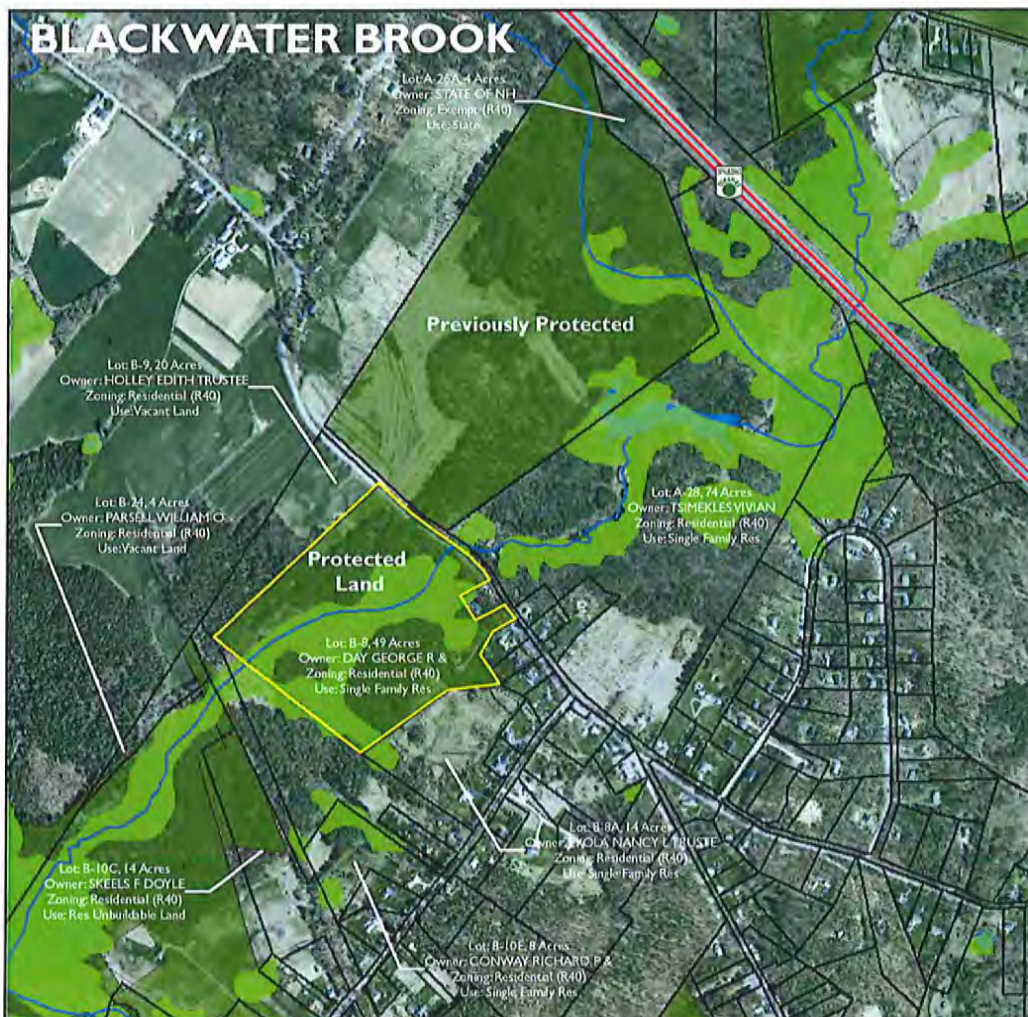 BLACKWATER BROOK
Lot: A-26A, 4 Acres
Owner: STATE OF NH
Zoning: Exempt (R40)
Use: State
Previously Protected
Lot: B-9, 20 Acres
Owner: HOLLEY EDITH TRUSTEE
Zoning: Residential (R40)
Use: Vacant Land
Lot: B-24, 4 Acres
Owner: PARSELL WILLIAM O
Zoning: Residential (R40)
Use: Vacant Land
Lot: A-28, 74 Acres
Owner: TSIMEKLES VIVIAN
Zoning: Residential (R40)
Use: Single Family Res
Protected
Land
Lot: B-8, 49 Acres
Owner: DAY GEORGE R &
Zoning: Residential (R40)
Use: Single Family Res
Lot: B-8A, 14 Acres
Owner: NANCY L TRUSTE
Zoning: Residential (R40)
Use: Single Family Res
Lot: B-10C, 14 Acres
Owner: SKEELS F DOYLE
Zoning: Residential (R40)
Use: Res Unbuildable Land
Lot: B-10E, 8 Acres
Owner: CONWAY RICHARD P &
Zoning: Residential (R40)
Use: Single Family Res